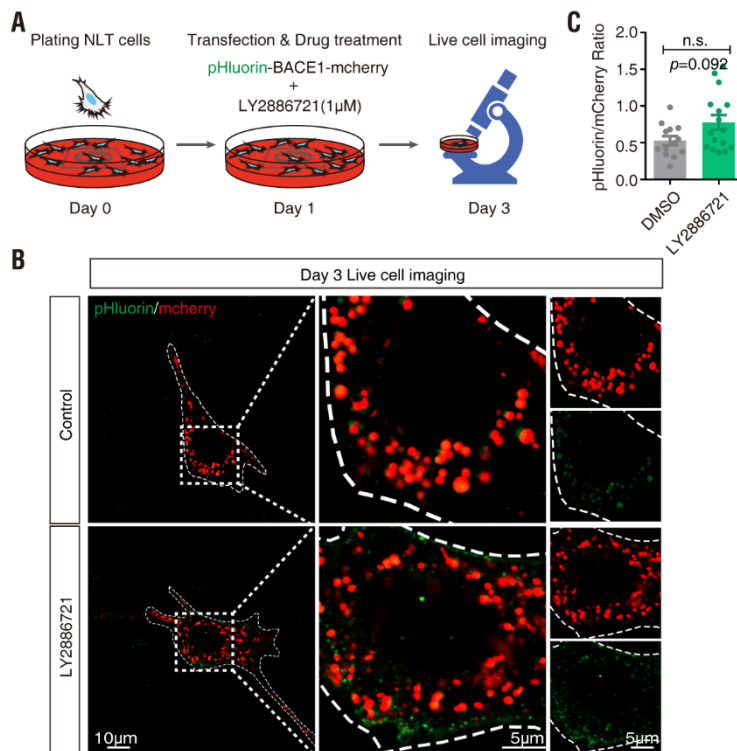 A
Plating NLT cells
Transfection & Drug treatment
Live cell imaging
pHluorin-BACE1-mcherry
+
LY2886721(1μM)
Day 0
Day 1
Day 3
C
n.s.
p=0.092
pHluorin/mCherry Ratio
2.0
1.5
1.0
0.5
0.0
DMSO
LY2886721
B
Day 3 Live cell imaging
pHluorin/mcherry
Control
LY2886721
10μm
5μm
5μm